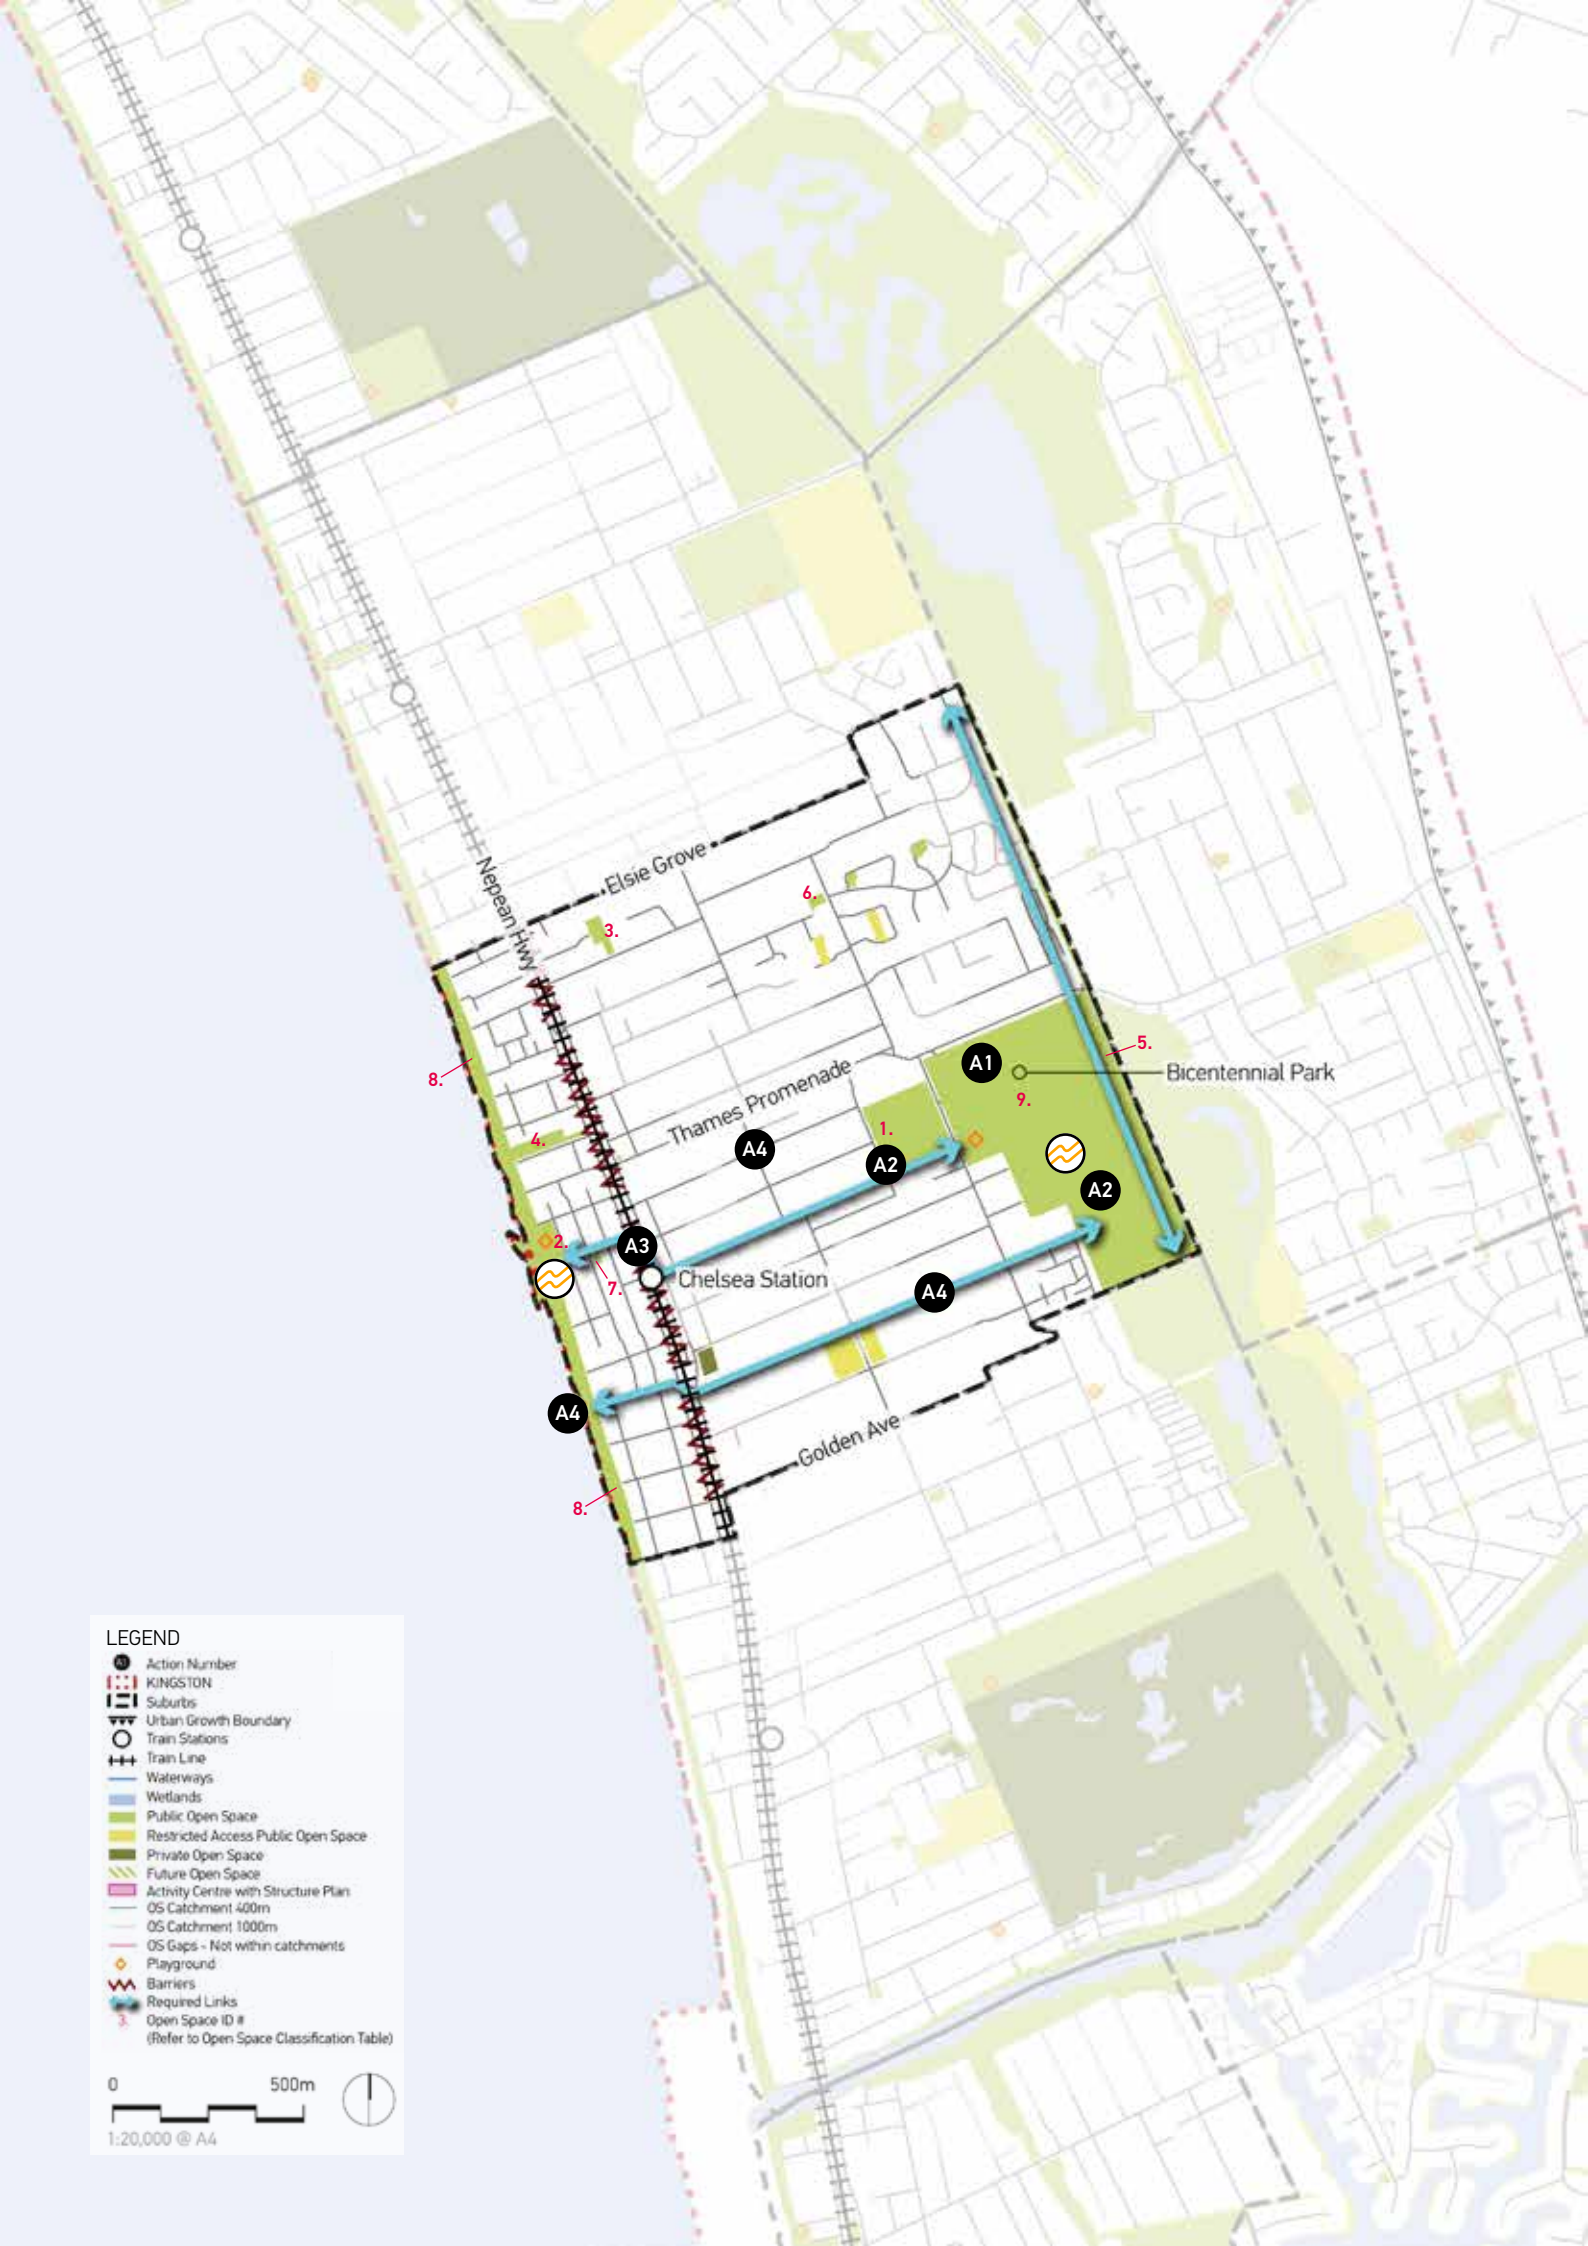 Nepean Hwy
Elsie Grove
6.
3.
8.
5.
A1
Bicentennial Park
9.
Thames Promenade
1.
4.
A4
A2
A2
2.
A3
7.
Chelsea Station
A4
A4
Golden Ave
8.
LEGEND
A1 Action Number
KINGSTON
Suburbs
Urban Growth Boundary
Train Stations
Train Line
Waterways
Wetlands
Public Open Space
Restricted Access Public Open Space
Private Open Space
Future Open Space
Activity Centre with Structure Plan
OS Catchment 400m
OS Catchment 1000m
OS Gaps - Not within catchments
Playground
Barriers
Required Links
3. Open Space ID #
(Refer to Open Space Classification Table)
0 500m
1:20,000 @ A4